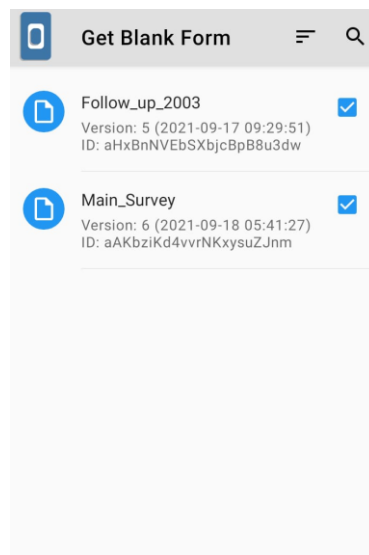 Get Blank Form
Follow_up_2003
Version: 5 (2021-09-17 09:29:51)
ID: aHxBnNVEbSXbjcBpB8u3dw
Main_Survey
Version: 6 (2021-09-18 05:41:27)
ID: aAKbziKd4vvrNKxysuZJnm